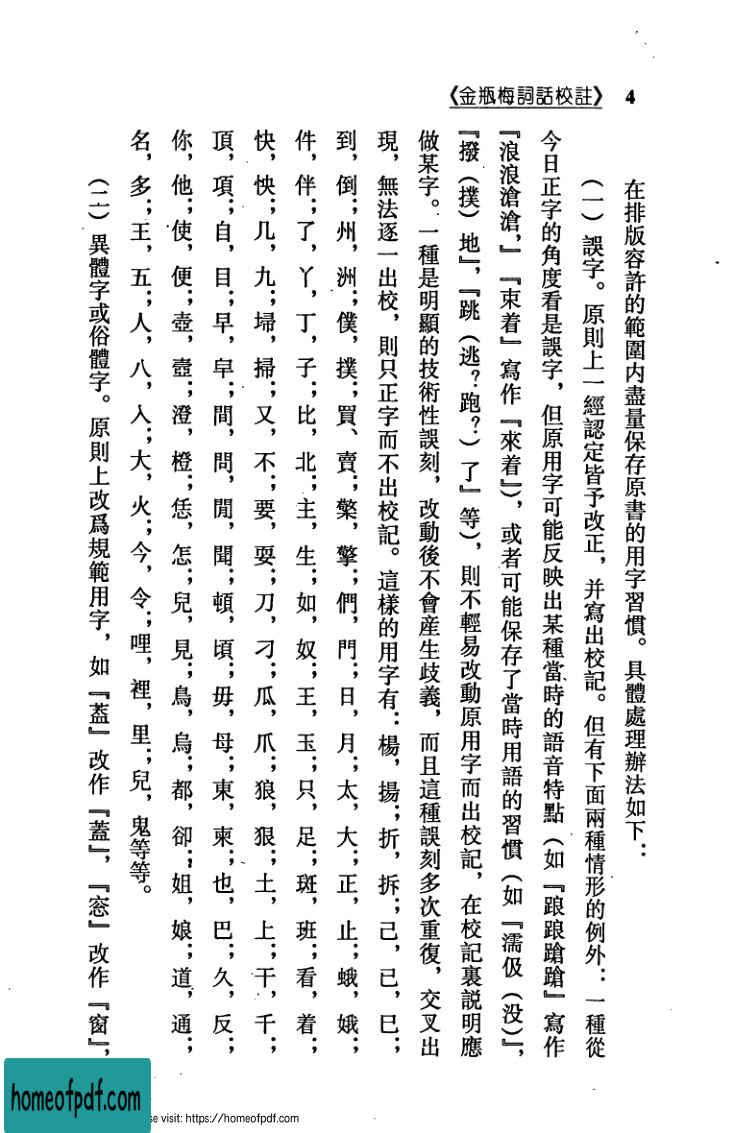 4
《金瓶梅詞話校註》
在排版容許的範圍内盡量保存原書的用字習慣。具體處理辦法如下：
（一）誤字。原則上一經認定皆予改正，并寫出校記。但有下面兩種情形的例外：一種從
今日正字的角度看是誤字，但原用字可能反映出某種當時的語音特點（如『踉踉蹌蹌』寫作
『浪浪滄滄，』『束着』寫作『來着』），或者可能保存了當時用語的習慣（如『濡伋（没）』，
『撥（撲）地』，『跳（逃？跑？）了』等），則不輕易改動原用字而出校記，在校記裏説明應
做某字。一種是明顯的技術性誤刻，改動後不會産生歧義，而且這種誤刻多次重復，交叉出
現，無法逐一出校，則只正字而不出校記。這樣的用字有：楊，揚；折，拆；己，已，巳；
到，倒；州，洲；僕，撲；買、賣；檠，擎；們，門；日，月；太，大；正，止；蛾，娥；
件，伴；了，丫，丁，子；比，北；主，生；如，奴；王，玉；只，足；斑，班；看，着；
快，怏；几，九；埽，掃；又，不；要，耍；刀，刁；瓜，爪；狼，狠；土，上；干，千；
頂，項；自，目；早，皁；間，問，閒，聞；頓，頃；毋，母；東，柬；也，巴；久，反；
你，他；使，便；壺，壼；澄，橙；恁，怎；兒，見；鳥，烏；都，卻；姐，娘；道，通；
名，多；王，五；人，八，入；大，火；今，令；哩，裡，里；兒，鬼等等。
（二）異體字或俗體字。原則上改爲規範用字，如『葢』改作『蓋』，『窓』改作『窗』，
homeofpdf.com
se visit: https://homeofpdf.com